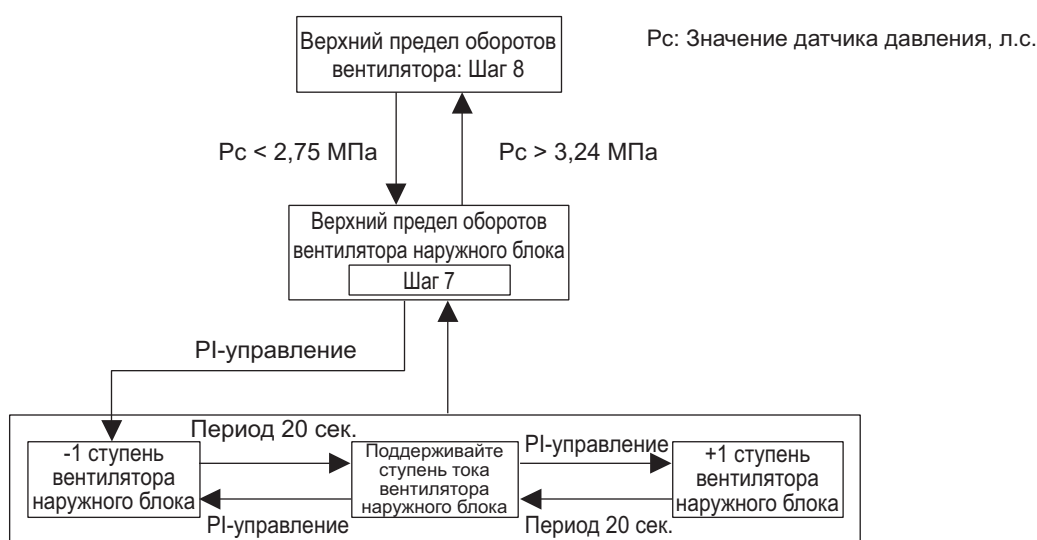 Верхний предел оборотов
вентилятора: Шаг 8
Pc: Значение датчика давления, л.с.
Pc < 2,75 МПа
Pc > 3,24 МПа
Верхний предел оборотов
вентилятора наружного блока
Шаг 7
PI-управление
Период 20 сек.
-1 ступень
вентилятора
наружного блока
Поддерживайте
ступень тока
вентилятора
наружного блока
PI-управление
+1 ступень
вентилятора
наружного блока
PI-управление
Период 20 сек.